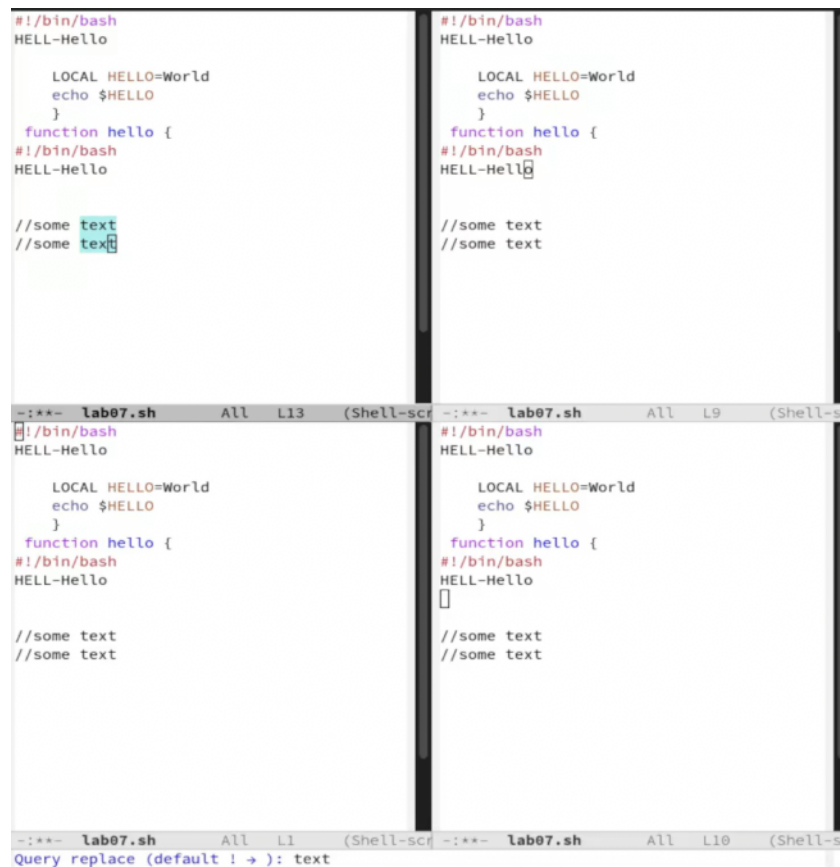 #!/bin/bash
HELL-Hello
LOCAL HELLO=World
echo $HELLO
}
function hello {
#!/bin/bash
HELL-Hello
//some text
//some text
-:**- lab07.sh All L13 (Shell-scr
#!/bin/bash
HELL-Hello
LOCAL HELLO=World
echo $HELLO
}
function hello {
#!/bin/bash
HELL-Hello
//some text
//some text
-:**- lab07.sh All L9 (Shell-s
#!/bin/bash
HELL-Hello
LOCAL HELLO=World
echo $HELLO
}
function hello {
#!/bin/bash
HELL-Hello
//some text
//some text
-:**- lab07.sh All L1 (Shell-scr
#!/bin/bash
HELL-Hello
LOCAL HELLO=World
echo $HELLO
}
function hello {
#!/bin/bash
HELL-Hello
//some text
//some text
-:**- lab07.sh All L10 (Shell-s
Query replace (default ! → ): text